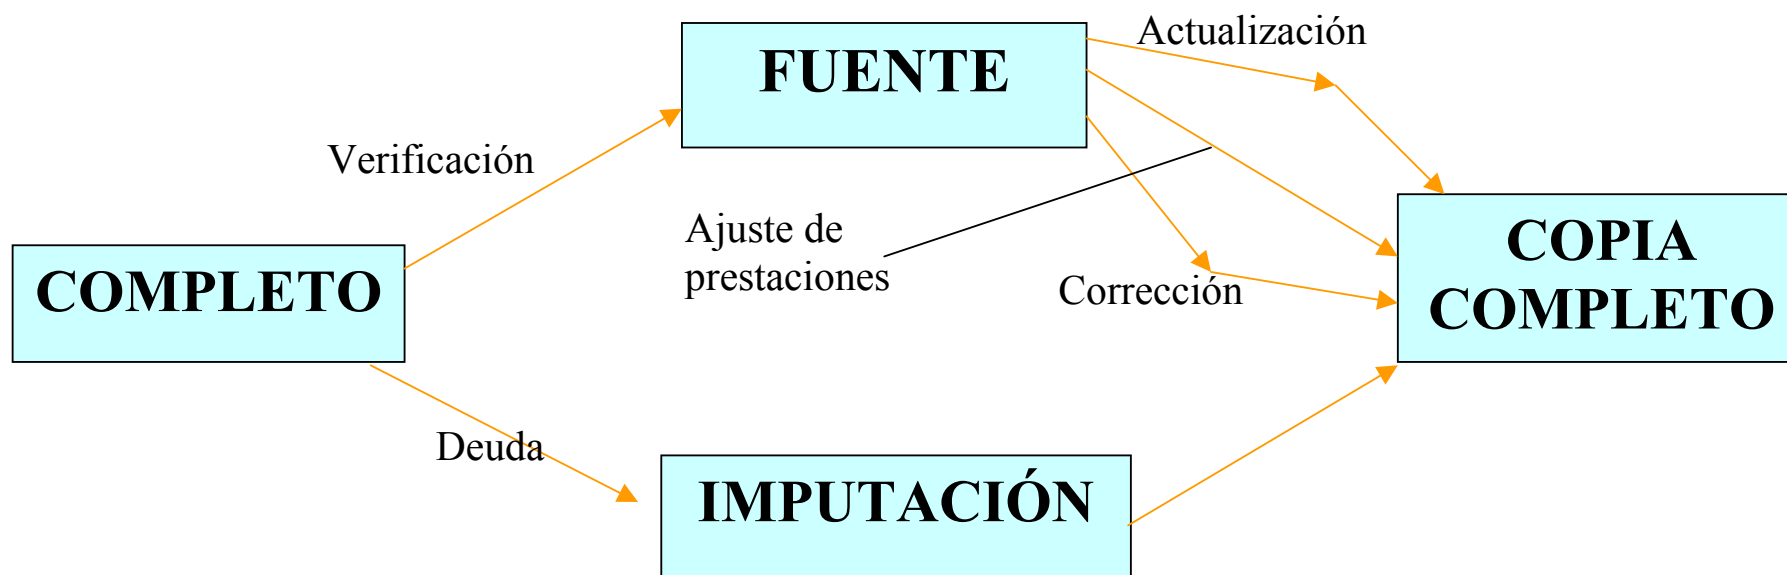 Actualización
FUENTE
Verificación
Ajuste de
prestaciones
COPIA
COMPLETO
Corrección
COMPLETO
Deuda
IMPUTACIÓN